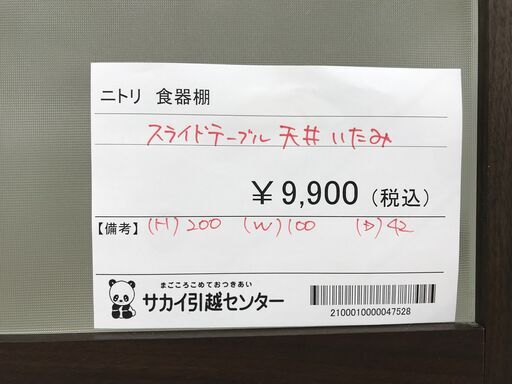 ニトリ 食器棚
スライドテーブル 天井 いたみ
￥9,900（税込）
【備考】(H) 200 (W) 100 (D) 42
まごころこめておつきあい
サカイ引越センター
2100010000047528